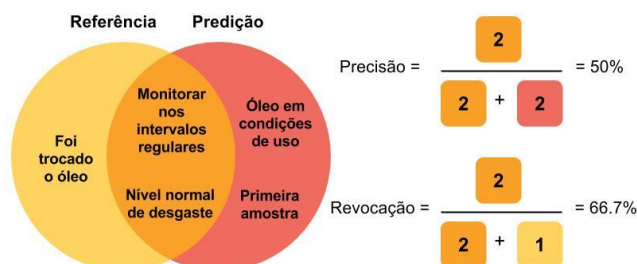 Referência
Predição
Foi
trocado
o óleo
Monitorar
nos
intervalos
regulares
Nível normal
de desgaste
Óleo em
condições
de uso
Primeira
amostra
Precisão =
2
2 + 2
= 50%
Revocação =
2
2 + 1
= 66.7%